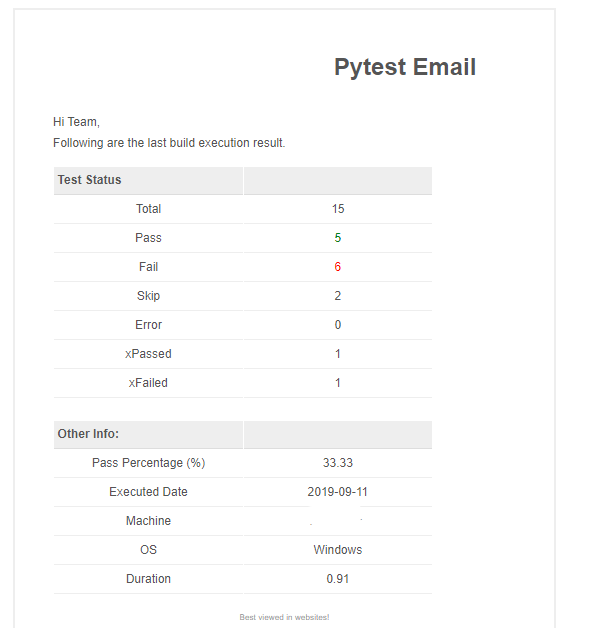 Pytest Email
Hi Team,
Following are the last build execution result.
Test Status
Total 15
Pass 5
Fail 6
Skip 2
Error 0
xPassed 1
xFailed 1
Other Info:
Pass Percentage (%) 33.33
Executed Date 2019-09-11
Machine
OS Windows
Duration 0.91
Best viewed in websites!